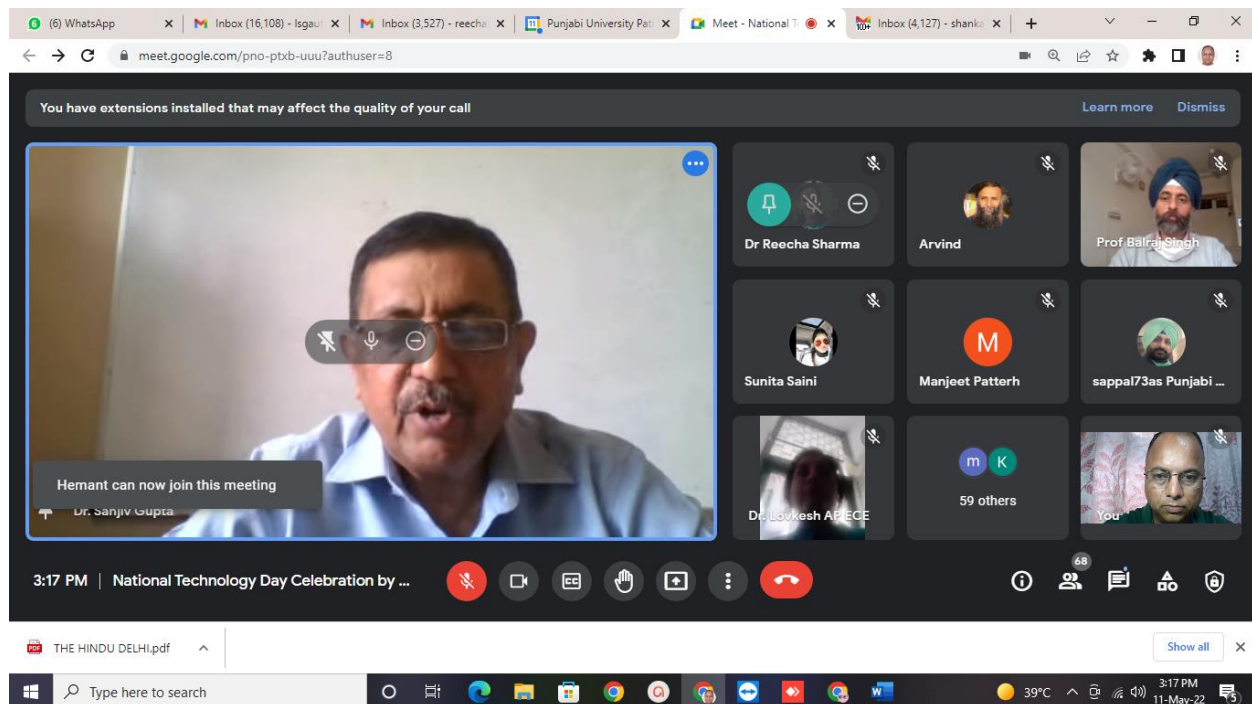 (6) WhatsApp
Inbox (16,108) - lsgaut
Inbox (3,527) - reecha
Punjabi University Pati
Meet - National T
Inbox (4,127) - shanka
meet.google.com/pno-ptxb-uuu?authuser=8
You have extensions installed that may affect the quality of your call
Learn more
Dismiss
Dr Reecha Sharma
Arvind
Prof Balraj Singh
Sunita Saini
M
Manjeet Patterh
sappal73as Punjabi ...
Hemant can now join this meeting
Dr. Sanjiv Gupta
Dr. Lovkesh AP ECE
m K
59 others
You
3:17 PM | National Technology Day Celebration by ...
CC
68
THE HINDU DELHI.pdf
Show all
Type here to search
39°C
3:17 PM
11-May-22
5